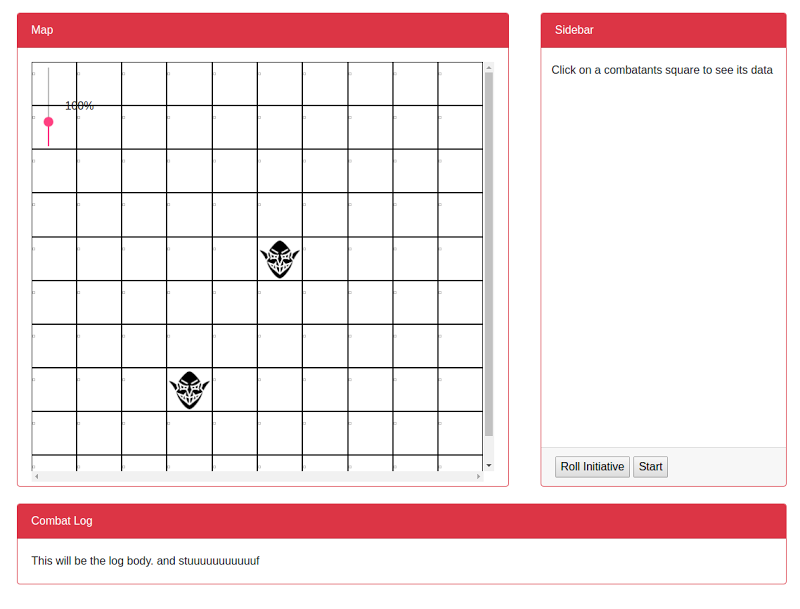 Map
Sidebar
Click on a combatants square to see its data
100%
Roll Initiative
Start
Combat Log
This will be the log body. and stuuuuuuuuuuuf